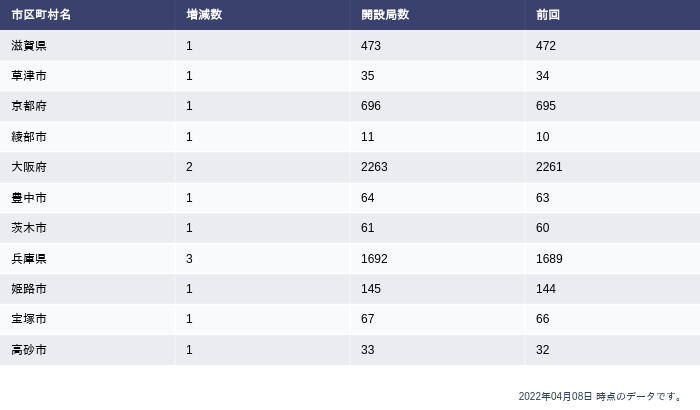 市区町村名 増減数 開設局数 前回
滋賀県 1 473 472
草津市 1 35 34
京都府 1 696 695
綾部市 1 11 10
大阪府 2 2263 2261
豊中市 1 64 63
茨木市 1 61 60
兵庫県 3 1692 1689
姫路市 1 145 144
宝塚市 1 67 66
高砂市 1 33 32
2022年04月08日 時点のデータです。